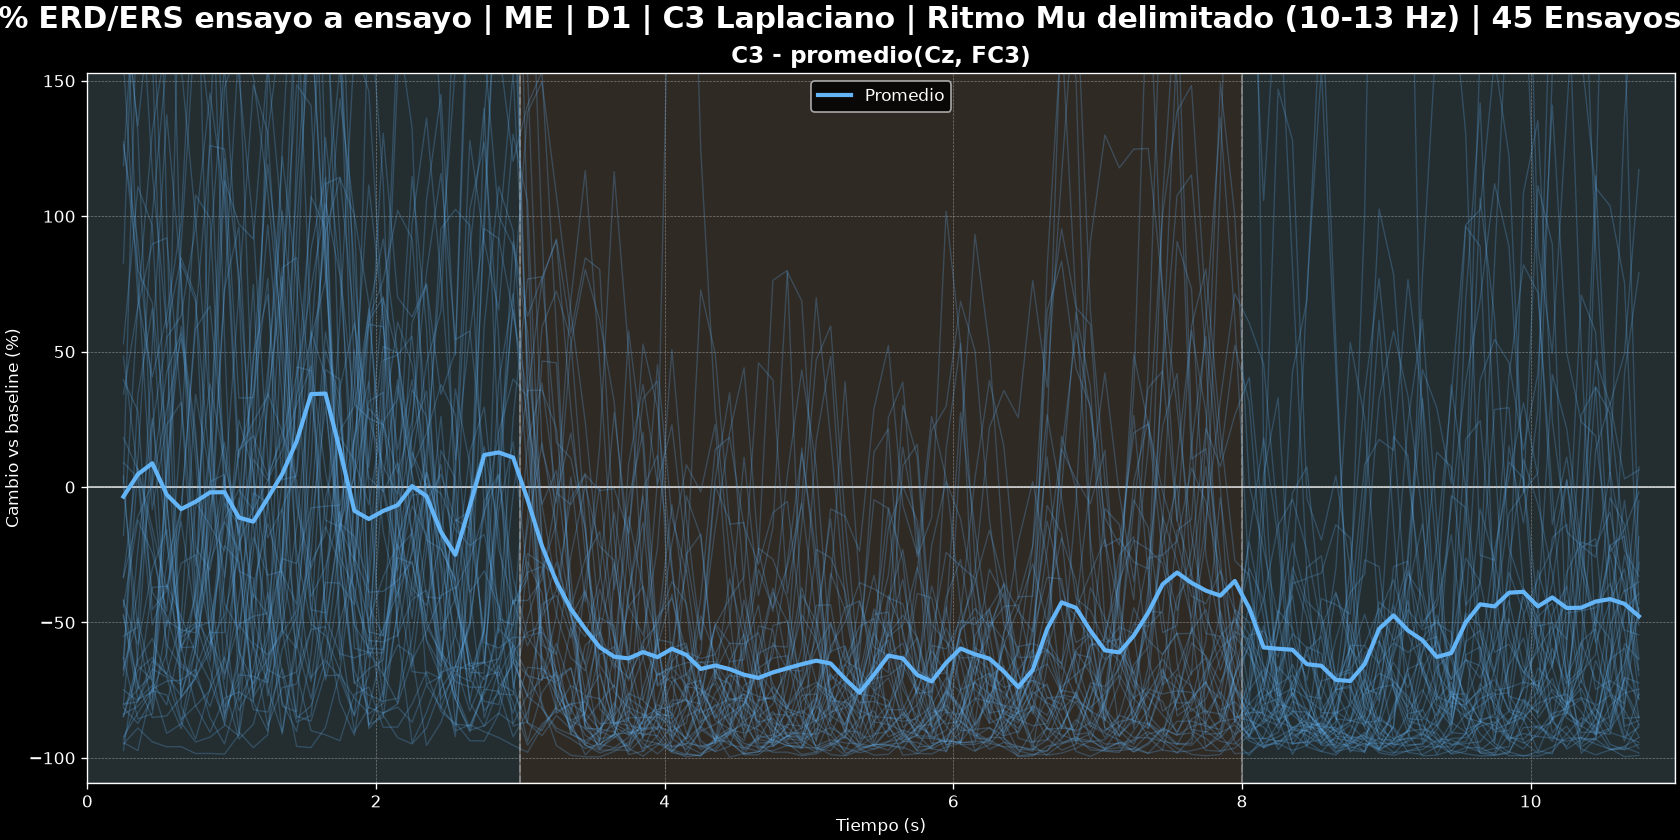 % ERD/ERS ensayo a ensayo | ME | D1 | C3 Laplaciano | Ritmo Mu delimitado (10-13 Hz) | 45 Ensayos
C3 - promedio(Cz, FC3)
Promedio
Cambio vs baseline (%)
150
100
50
0
−50
−100
0 2 4 6 8 10
Tiempo (s)